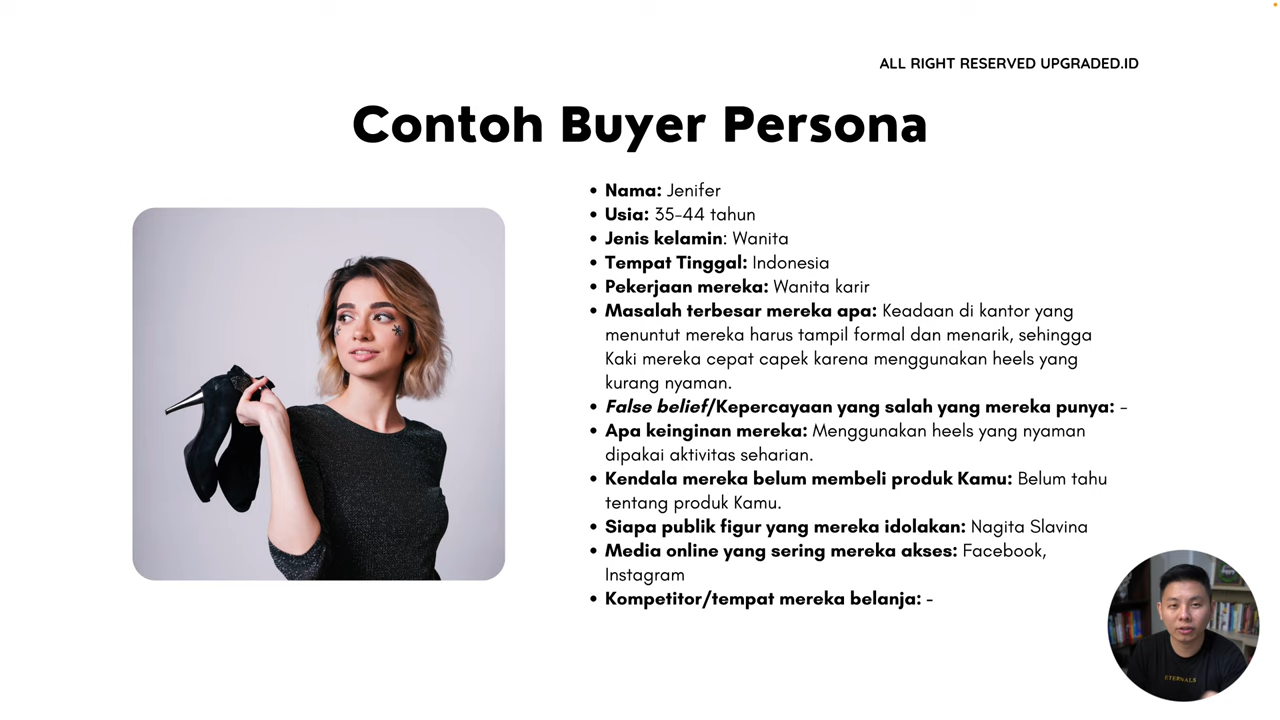 ALL RIGHT RESERVED UPGRADED.ID
Contoh Buyer Persona
• Nama: Jenifer
• Usia: 35-44 tahun
• Jenis kelamin: Wanita
• Tempat Tinggal: Indonesia
• Pekerjaan mereka: Wanita karir
• Masalah terbesar mereka apa: Keadaan di kantor yang
menuntut mereka harus tampil formal dan menarik, sehingga
Kaki mereka cepat capek karena menggunakan heels yang
kurang nyaman.
• False belief/Kepercayaan yang salah yang mereka punya: -
• Apa keinginan mereka: Menggunakan heels yang nyaman
dipakai aktivitas seharian.
• Kendala mereka belum membeli produk Kamu: Belum tahu
tentang produk Kamu.
• Siapa publik figur yang mereka idolakan: Nagita Slavina
• Media online yang sering mereka akses: Facebook,
Instagram
• Kompetitor/tempat mereka belanja: -
ETERNALS